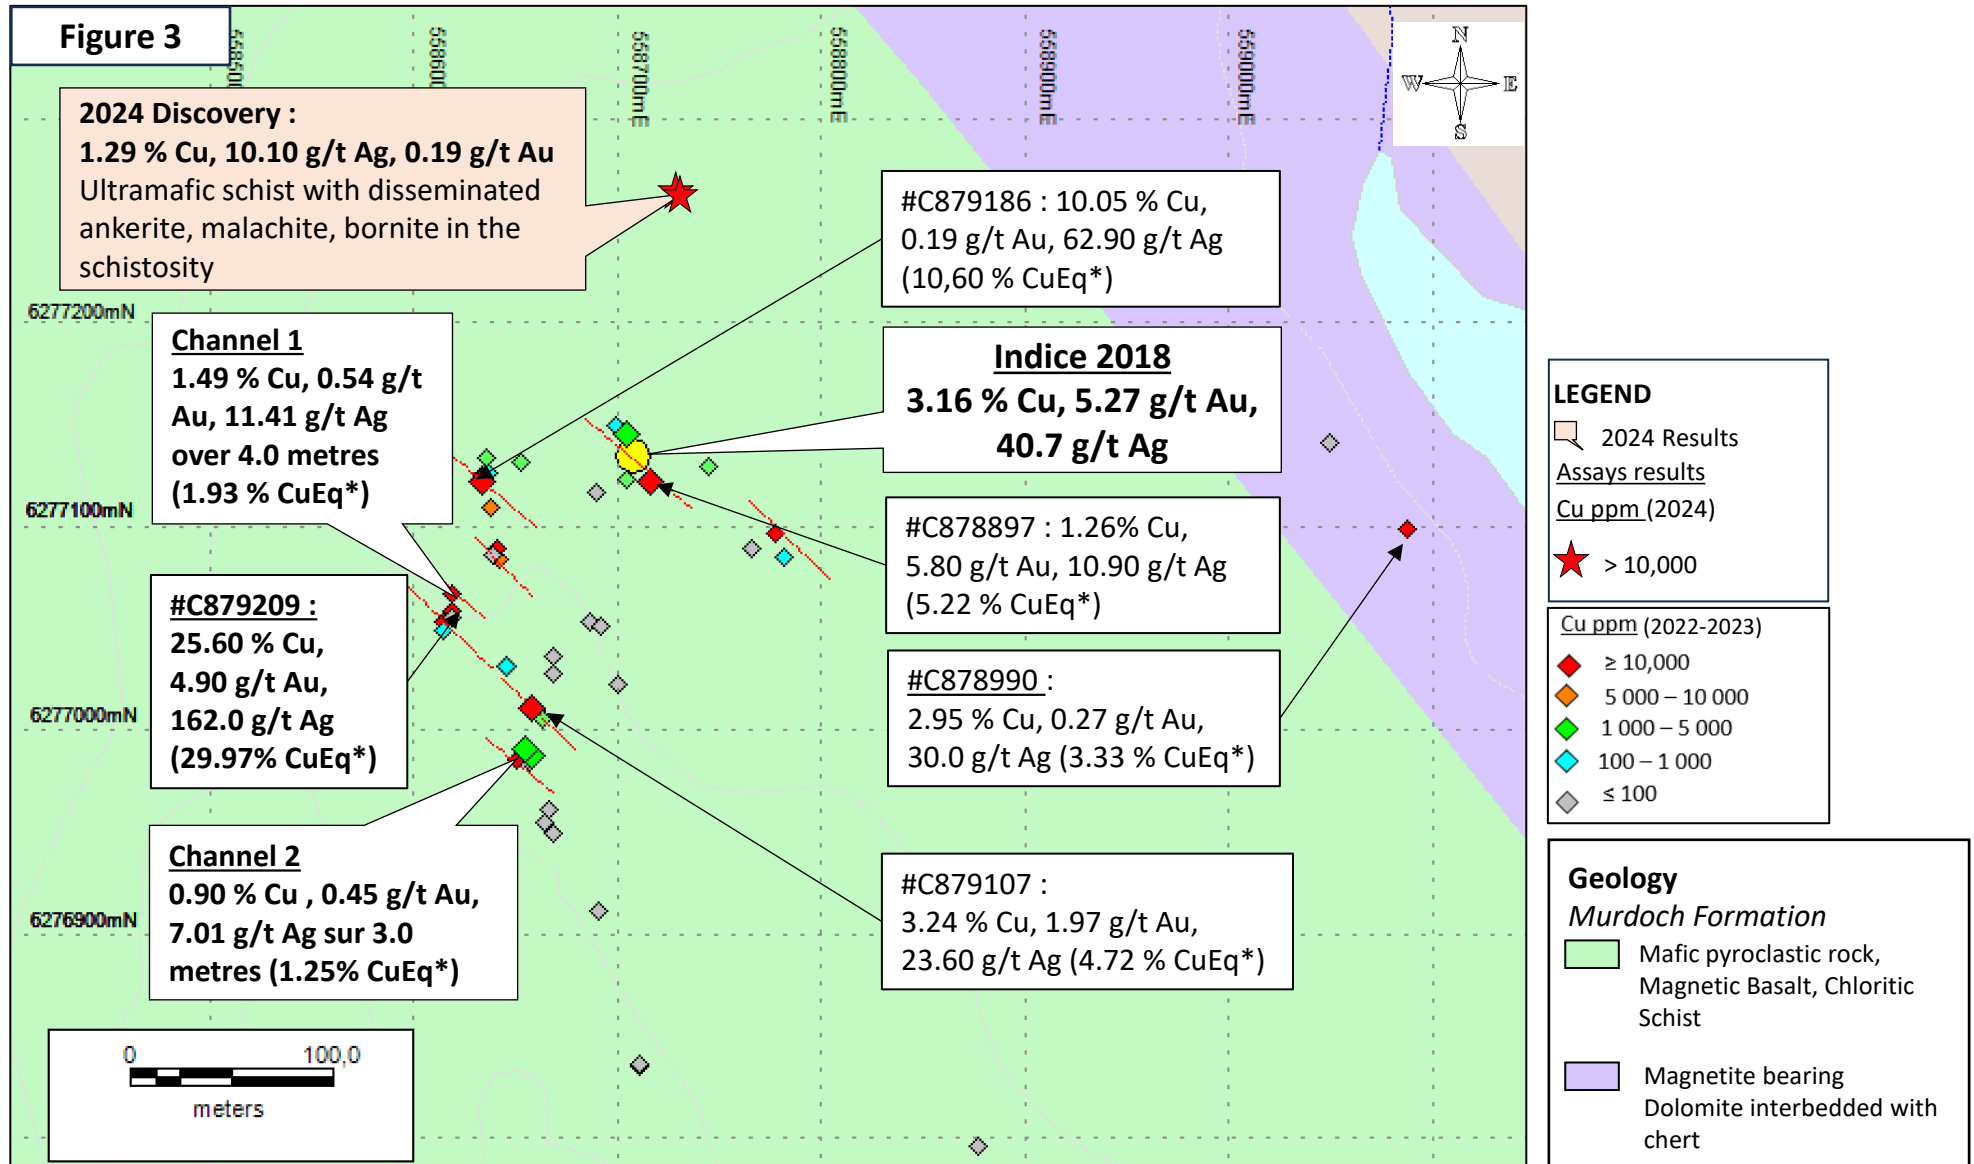 Figure 3
558600
558700mE
558800mE
558900mE
559000mE
N
W
E
S
2024 Discovery :
1.29 % Cu, 10.10 g/t Ag, 0.19 g/t Au
Ultramafic schist with disseminated
ankerite, malachite, bornite in the
schistosity
#C879186 : 10.05 % Cu,
0.19 g/t Au, 62.90 g/t Ag
(10,60 % CuEq*)
6277200mN
Channel 1
1.49 % Cu, 0.54 g/t
Au, 11.41 g/t Ag
over 4.0 metres
(1.93 % CuEq*)
Indice 2018
3.16 % Cu, 5.27 g/t Au,
40.7 g/t Ag
6277100mN
#C878897 : 1.26% Cu,
5.80 g/t Au, 10.90 g/t Ag
(5.22 % CuEq*)
#C879209 :
25.60 % Cu,
4.90 g/t Au,
162.0 g/t Ag
(29.97% CuEq*)
6277000mN
#C878990 :
2.95 % Cu, 0.27 g/t Au,
30.0 g/t Ag (3.33 % CuEq*)
Channel 2
0.90 % Cu , 0.45 g/t Au,
7.01 g/t Ag sur 3.0
metres (1.25% CuEq*)
6276900mN
#C879107 :
3.24 % Cu, 1.97 g/t Au,
23.60 g/t Ag (4.72 % CuEq*)
0 100,0
meters
LEGEND
2024 Results
Assays results
Cu ppm (2024)
> 10,000
Cu ppm (2022-2023)
≥ 10,000
5 000 – 10 000
1 000 – 5 000
100 – 1 000
≤ 100
Geology
Murdoch Formation
Mafic pyroclastic rock,
Magnetic Basalt, Chloritic
Schist
Magnetite bearing
Dolomite interbedded with
chert